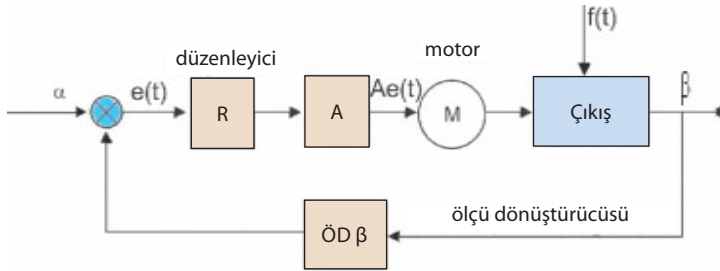 f(t)
düzenleyici
motor
α
e(t)
R
A
Ae(t)
M
Çıkış
β
ÖD β
ölçü dönüştürücüsü